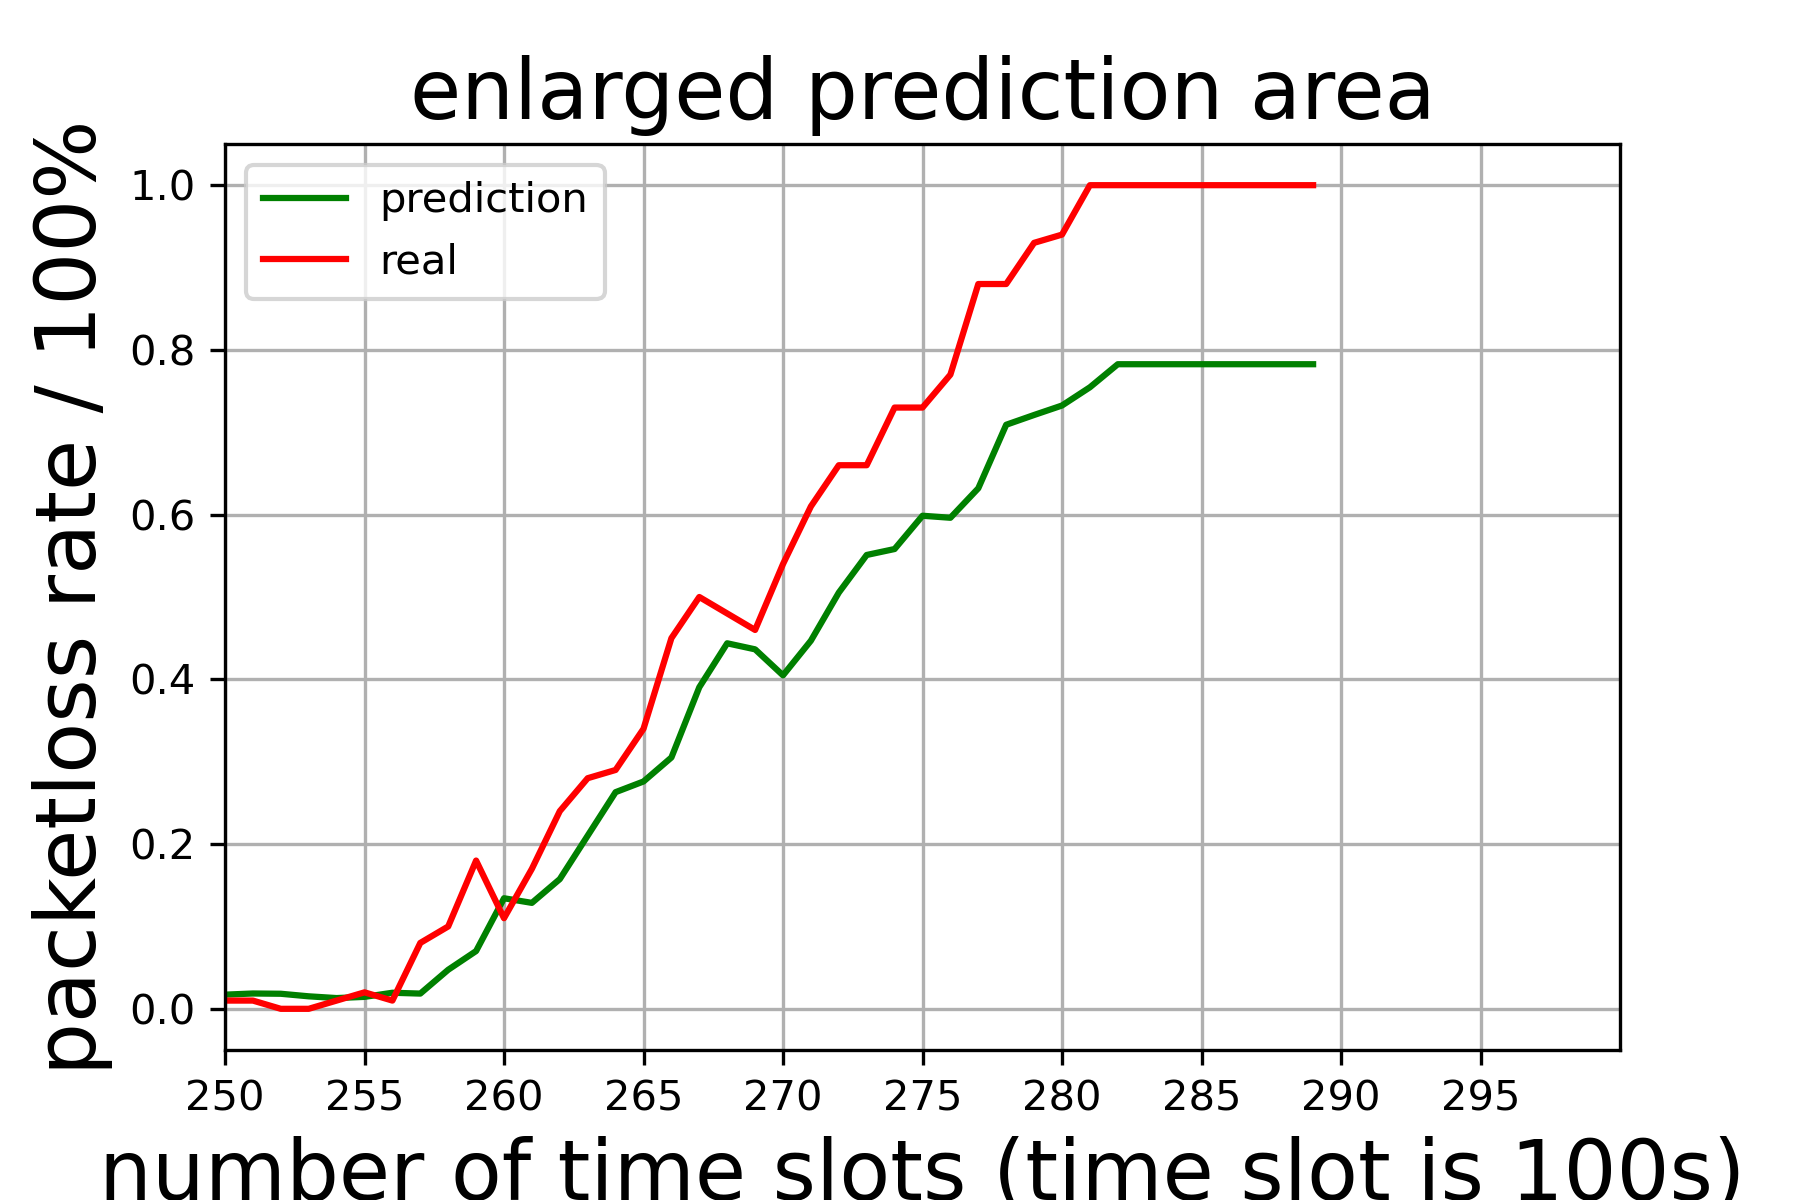 enlarged prediction area
packetloss rate / 100%
1.0
0.8
0.6
0.4
0.2
0.0
prediction
real
250 255 260 265 270 275 280 285 290 295
number of time slots (time slot is 100s)